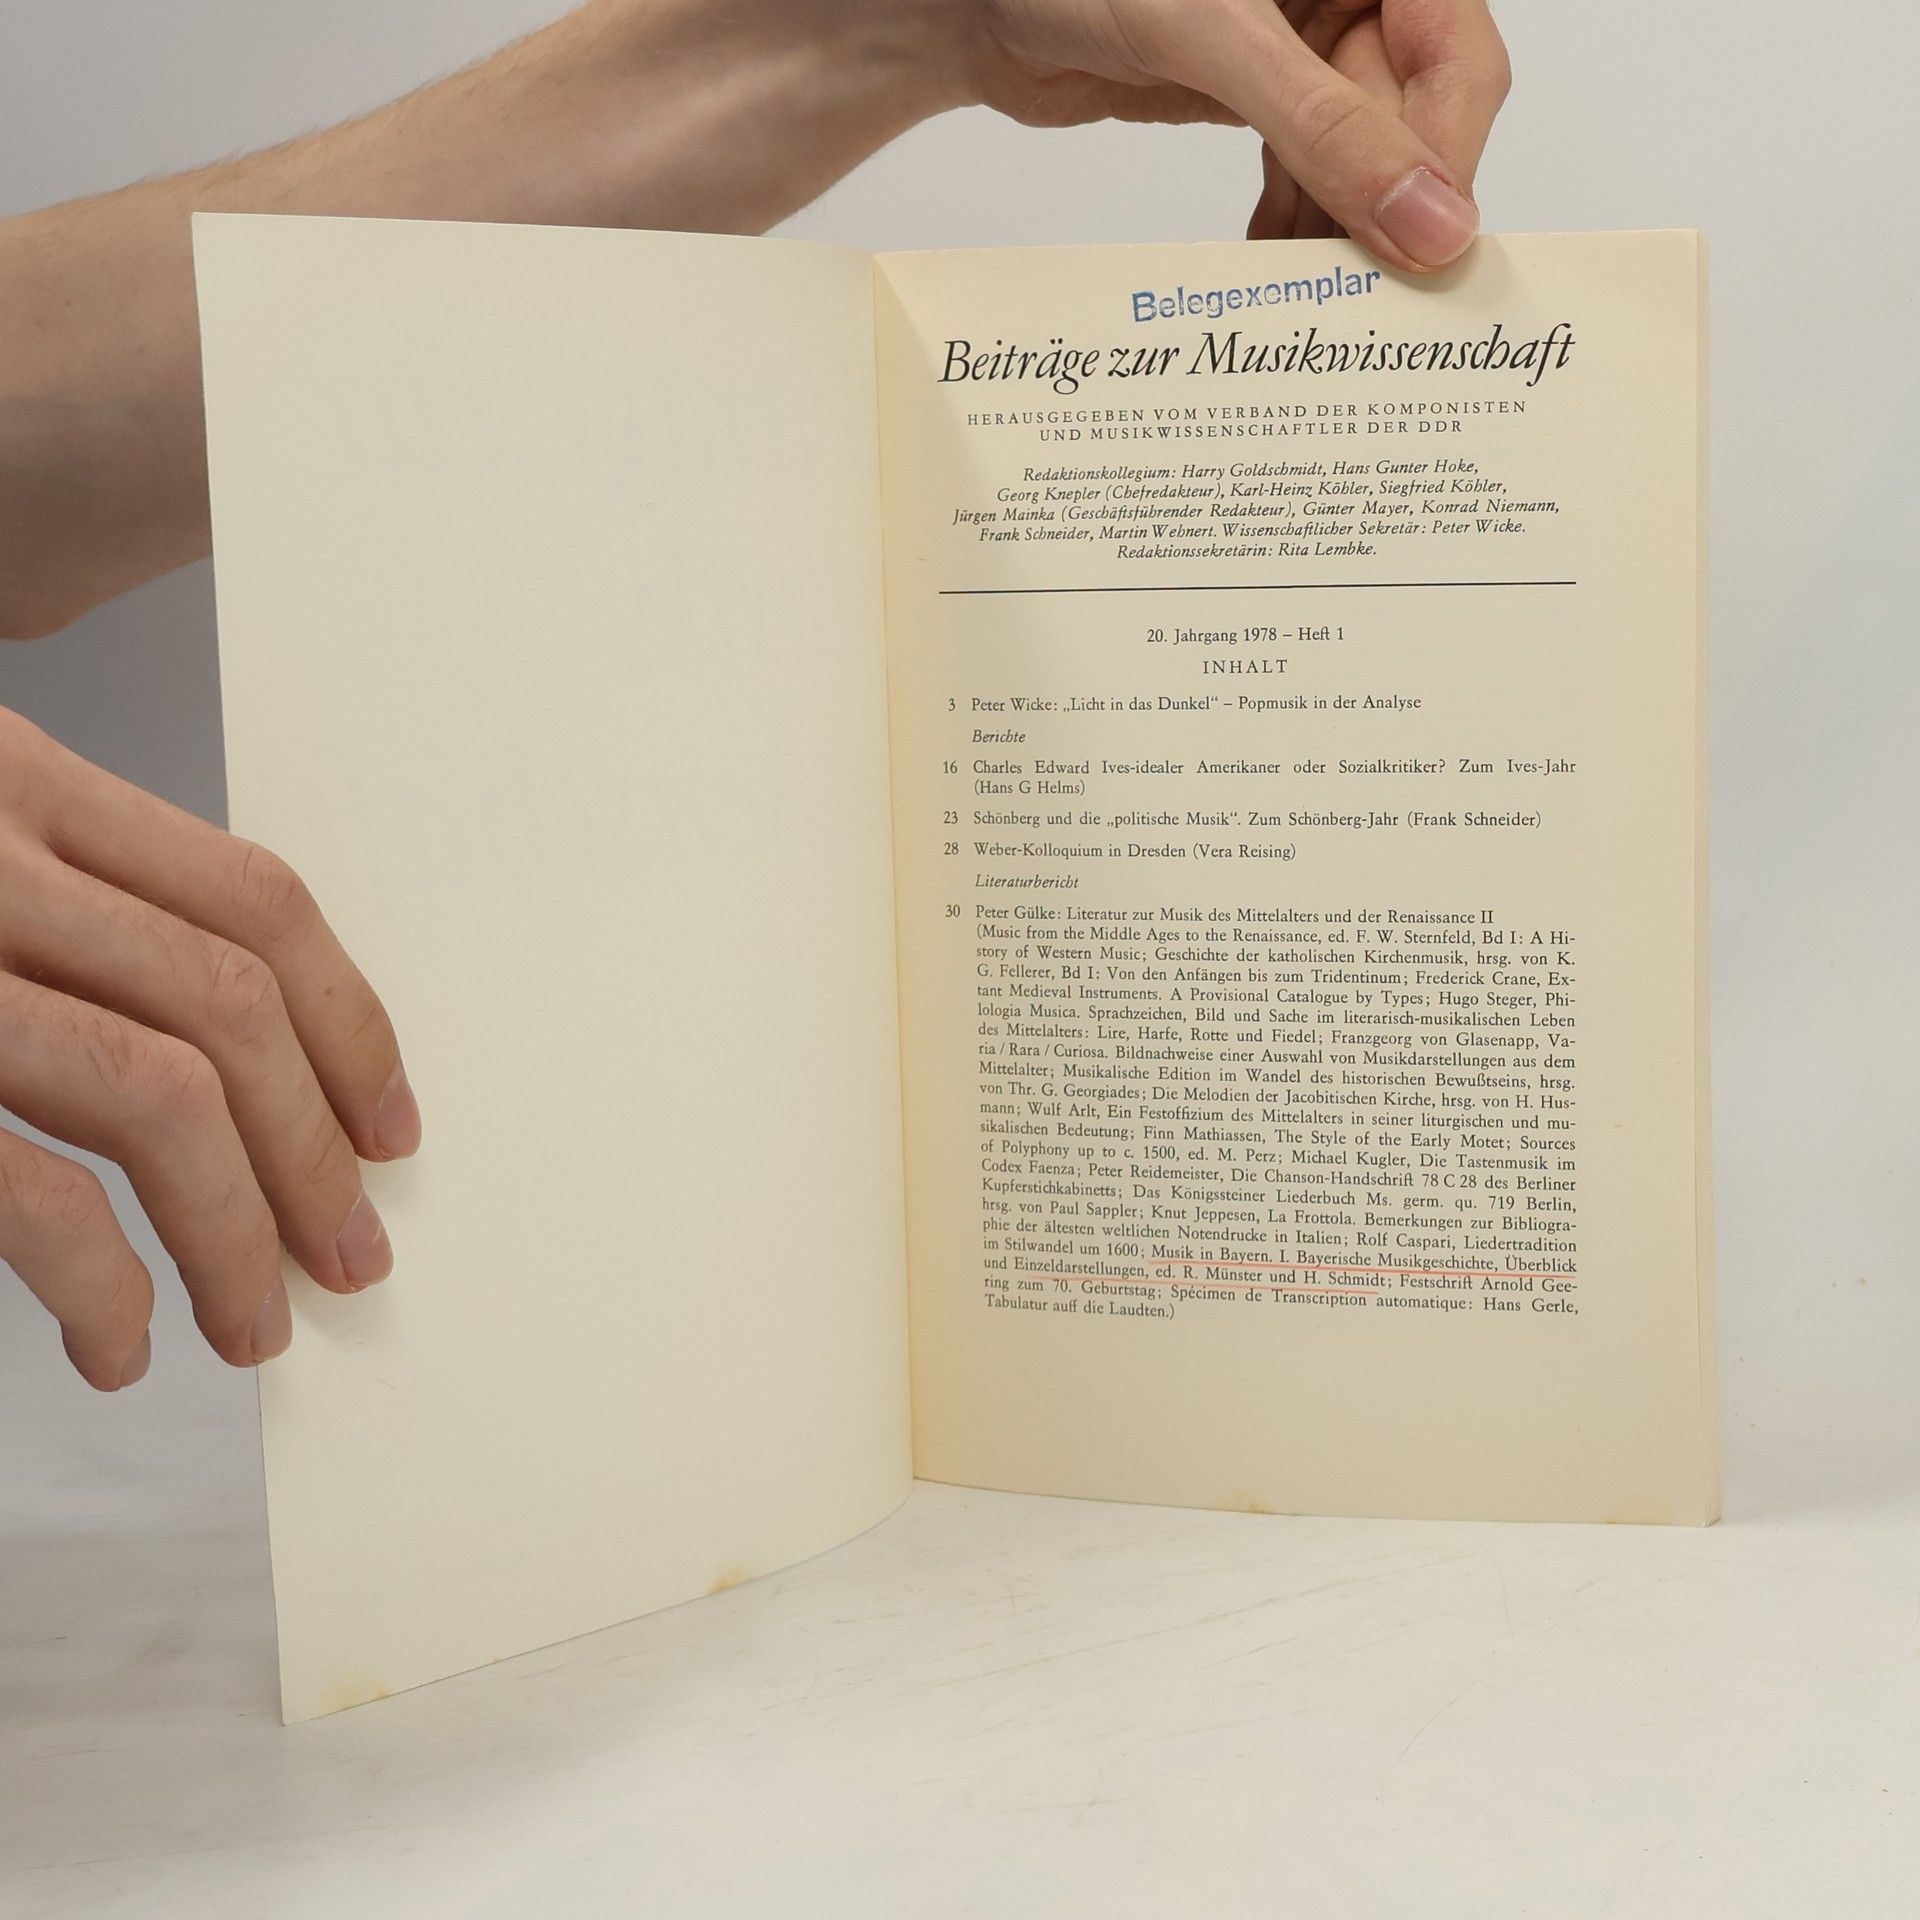 Belegexemplar
Beiträge zur Musikwissenschaft
HERAUSGEGEBEN VOM VERBAND DER KOMPONISTEN
UND MUSIKWISSENSCHAFTLER DER DDR
Redaktionskollegium: Harry Goldschmidt, Hans Gunter Hoke,
Georg Knepler (Chefredakteur), Karl-Heinz Köhler, Siegfried Köhler,
Jürgen Mainka (Geschäftsführender Redakteur), Günter Mayer, Konrad Niemann,
Frank Schneider, Martin Wehnert. Wissenschaftlicher Sekretär: Peter Wicke.
Redaktionssekretärin: Rita Lembke.
20. Jahrgang 1978 – Heft 1
INHALT
3 Peter Wicke: „Licht in das Dunkel“ – Popmusik in der Analyse
Berichte
16 Charles Edward Ives-idealer Amerikaner oder Sozialkritiker? Zum Ives-Jahr
(Hans G Helms)
23 Schönberg und die „politische Musik“. Zum Schönberg-Jahr (Frank Schneider)
28 Weber-Kolloquium in Dresden (Vera Reising)
Literaturbericht
30 Peter Gülke: Literatur zur Musik des Mittelalters und der Renaissance II
(Music from the Middle Ages to the Renaissance, ed. F. W. Sternfeld, Bd I: A Hi-
story of Western Music; Geschichte der katholischen Kirchenmusik, hrsg. von K.
G. Fellerer, Bd I: Von den Anfängen bis zum Tridentinum; Frederick Crane, Ex-
tant Medieval Instruments. A Provisional Catalogue by Types; Hugo Steger, Phi-
lologia Musica. Sprachzeichen, Bild und Sache im literarisch-musikalischen Leben
des Mittelalters: Lire, Harfe, Rotte und Fiedel; Franzgeorg von Glasenapp, Va-
ria / Rara / Curiosa. Bildnachweise einer Auswahl von Musikdarstellungen aus dem
Mittelalter; Musikalische Edition im Wandel des historischen Bewußtseins, hrsg.
von Thr. G. Georgiades; Die Melodien der Jacobitischen Kirche, hrsg. von H. Hus-
mann; Wulf Arlt, Ein Festoffizium des Mittelalters in seiner liturgischen und mu-
sikalischen Bedeutung; Finn Mathiassen, The Style of the Early Motet; Sources
of Polyphony up to c. 1500, ed. M. Perz; Michael Kugler, Die Tastenmusik im
Codex Faenza; Peter Reidemeister, Die Chanson-Handschrift 78 C 28 des Berliner
Kupferstichkabinetts; Das Königssteiner Liederbuch Ms. germ. qu. 719 Berlin,
hrsg. von Paul Sappler; Knut Jeppesen, La Frottola. Bemerkungen zur Bibliogra-
phie der ältesten weltlichen Notendrucke in Italien; Rolf Caspari, Liedertradition
im Stilwandel um 1600; Musik in Bayern. I. Bayerische Musikgeschichte, Überblick
und Einzeldarstellungen, ed. R. Münster und H. Schmidt; Festschrift Arnold Gee-
ring zum 70. Geburtstag; Spécimen de Transcription automatique: Hans Gerle,
Tabulatur auff die Laudten.)